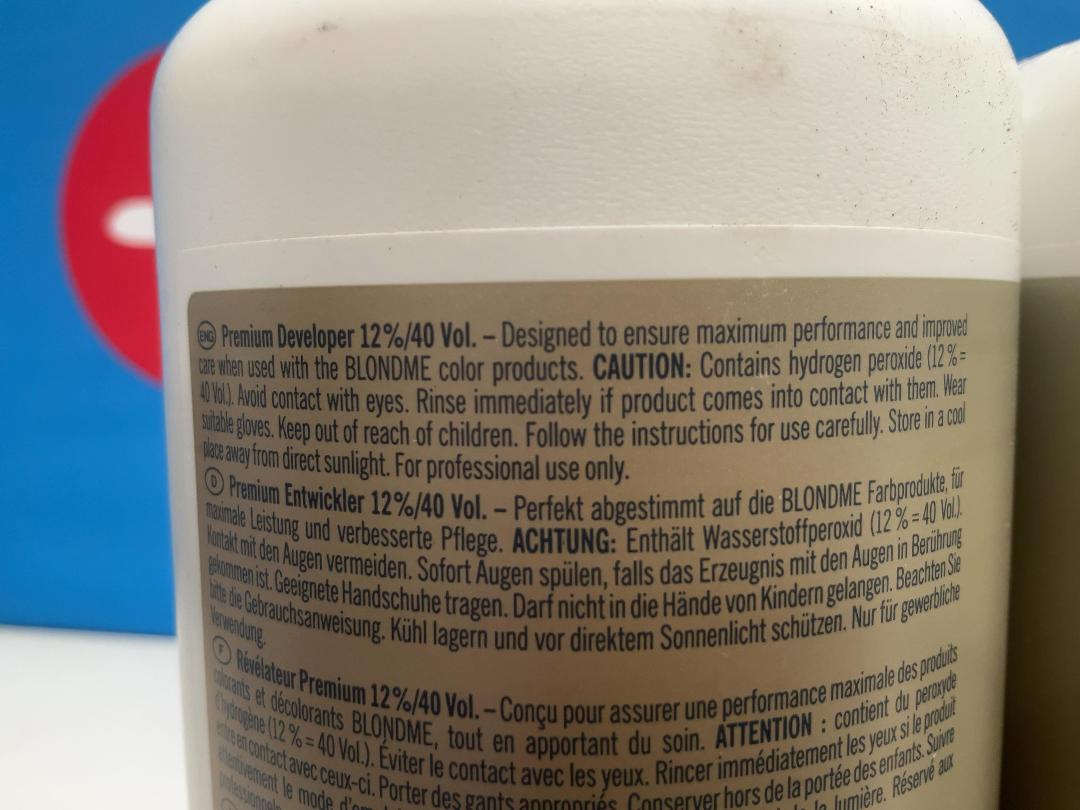 ENG Premium Developer 12%/40 Vol. – Designed to ensure maximum performance and improved
care when used with the BLONDME color products. CAUTION: Contains hydrogen peroxide (12% =
40 Vol.). Avoid contact with eyes. Rinse immediately if product comes into contact with them. Wear
suitable gloves. Keep out of reach of children. Follow the instructions for use carefully. Store in a cool
place away from direct sunlight. For professional use only.
D Premium Entwickler 12%/40 Vol. – Perfekt abgestimmt auf die BLONDME Farbprodukte, für
maximale Leistung und verbesserte Pflege. ACHTUNG: Enthält Wasserstoffperoxid (12 % = 40 Vol.).
Kontakt mit den Augen vermeiden. Sofort Augen spülen, falls das Erzeugnis mit den Augen in Berührung
gekommen ist. Geeignete Handschuhe tragen. Darf nicht in die Hände von Kindern gelangen. Beachten Sie
bitte die Gebrauchsanweisung. Kühl lagern und vor direktem Sonnenlicht schützen. Nur für gewerbliche
Verwendung.
F Révélateur Premium 12%/40 Vol. – Conçu pour assurer une performance maximale des produits
colorants et décolorants BLONDME, tout en apportant du soin. ATTENTION : contient du peroxyde
d'hydrogène (12 % = 40 Vol.). Éviter le contact avec les yeux. Rincer immédiatement les yeux si le produit
entre en contact avec ceux-ci. Porter des gants appropriés. Conserver hors de la portée des enfants. Suivre
attentivement le mode la lumière. Réservé aux
professionnels